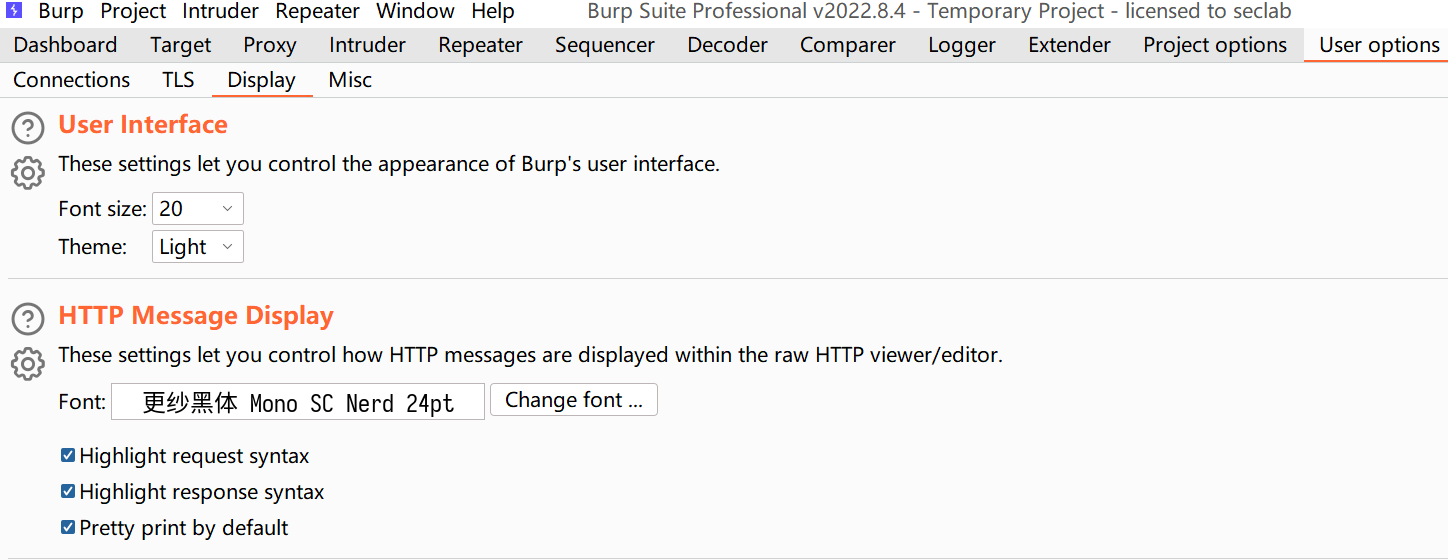 Burp Project Intruder Repeater Window Help Burp Suite Professional v2022.8.4 - Temporary Project - licensed to seclab
Dashboard Target Proxy Intruder Repeater Sequencer Decoder Comparer Logger Extender Project options User options
Connections TLS Display Misc
User Interface
These settings let you control the appearance of Burp's user interface.
Font size: 20
Theme: Light
HTTP Message Display
These settings let you control how HTTP messages are displayed within the raw HTTP viewer/editor.
Font: 更纱黑体 Mono SC Nerd 24pt Change font ...
Highlight request syntax
Highlight response syntax
Pretty print by default